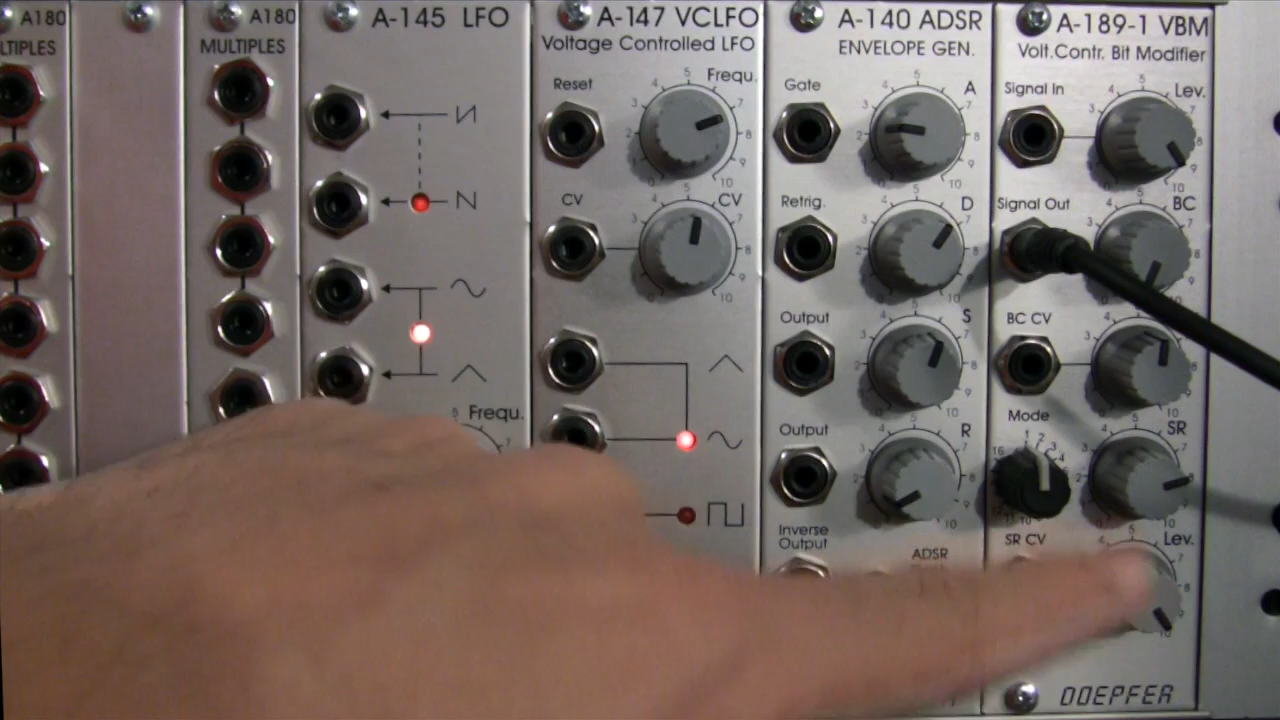 A180
LTIPLES
A180
MULTIPLES
A-145 LFO
Frequ.
A-147 VCLFO
Voltage Controlled LFO
Reset
Frequ.
CV
CV
A-140 ADSR
ENVELOPE GEN.
Gate
A
Retrig.
D
Output
S
Output
R
Inverse
Output
ADSR
A-189-1 VBM
Volt.Contr. Bit Modifier
Signal In
Lev.
Signal Out
BC
BC CV
Mode
SR
SR CV
Lev.
DOEPFER